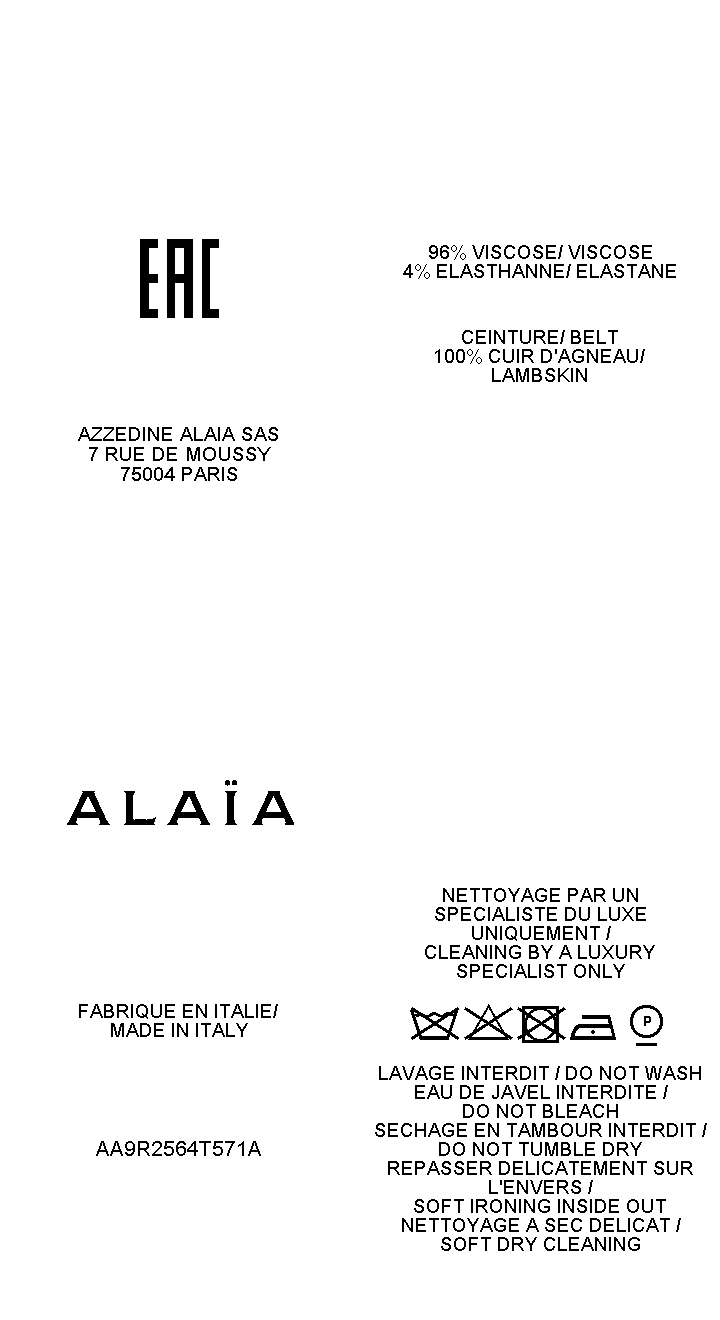 EAC
AZZEDINE ALAIA SAS
7 RUE DE MOUSSY
75004 PARIS
96% VISCOSE/ VISCOSE
4% ELASTHANNE/ ELASTANE
CEINTURE/ BELT
100% CUIR D'AGNEAU/
LAMBSKIN
ALAÏA
FABRIQUE EN ITALIE/
MADE IN ITALY
AA9R2564T571A
NETTOYAGE PAR UN
SPECIALISTE DU LUXE
UNIQUEMENT /
CLEANING BY A LUXURY
SPECIALIST ONLY
P
LAVAGE INTERDIT / DO NOT WASH
EAU DE JAVEL INTERDITE /
DO NOT BLEACH
SECHAGE EN TAMBOUR INTERDIT /
DO NOT TUMBLE DRY
REPASSER DELICATEMENT SUR
L'ENVERS /
SOFT IRONING INSIDE OUT
NETTOYAGE A SEC DELICAT /
SOFT DRY CLEANING